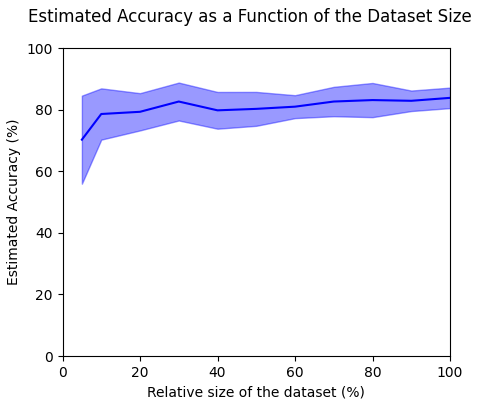 Estimated Accuracy as a Function of the Dataset Size
100
80
60
40
20
0
Estimated Accuracy (%)
0 20 40 60 80 100
Relative size of the dataset (%)